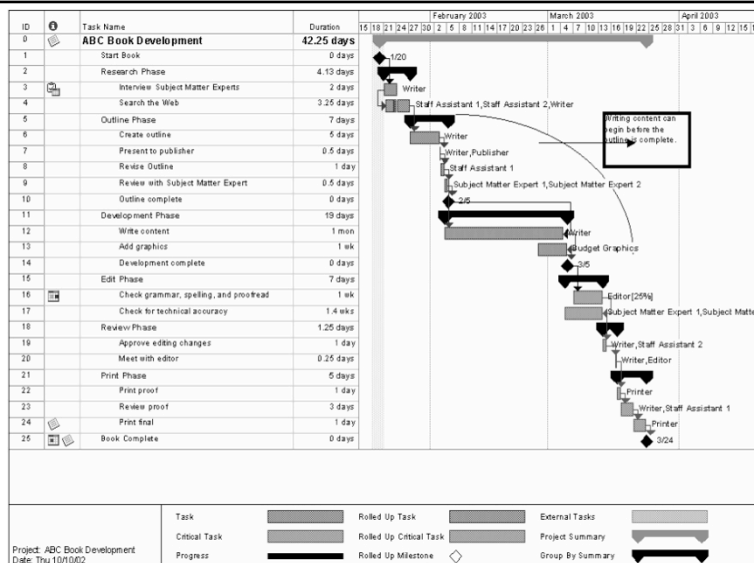 February 2003 March 2003 April 2003
ID Task Name Duration 15 18 21 24 27 30 2 5 8 11 14 17 20 23 26 1 4 7 10 13 16 19 22 25 28 31 3 6 9 12 15
0 ABC Book Development 42.25 days
1 Start Book 0 days 1/20
2 Research Phase 4.13 days
3 Interview Subject Matter Experts 2 days Writer
4 Search the Web 3.25 days Staff Assistant 1,Staff Assistant 2,Writer
5 Outline Phase 7 days
6 Create outline 5 days Writer
7 Present to publisher 0.5 days Writer,Publisher
8 Revise Outline 1 day Staff Assistant 1
9 Review with Subject Matter Expert 0.5 days Subject Matter Expert 1,Subject Matter Expert 2
10 Outline complete 0 days 2/5
11 Development Phase 19 days
12 Write content 1 mon Writer
13 Add graphics 1 wk Budget Graphics
14 Development complete 0 days 3/5
15 Edit Phase 7 days
16 Check grammar, spelling, and proofread 1 wk Editor[25%]
17 Check for technical accuracy 1.4 wks Subject Matter Expert 1,Subject Matte
18 Review Phase 1.25 days
19 Approve editing changes 1 day Writer,Staff Assistant 2
20 Meet with editor 0.25 days Writer,Editor
21 Print Phase 5 days
22 Print proof 1 day Printer
23 Review proof 3 days Writer,Staff Assistant 1
24 Print final 1 day Printer
25 Book Complete 0 days 3/24
Writing content can
begin before the
outline is complete.
Task Rolled Up Task External Tasks
Critical Task Rolled Up Critical Task Project Summary
Progress Rolled Up Milestone Group By Summary
Project: ABC Book Development
Date: Thu 10/10/02